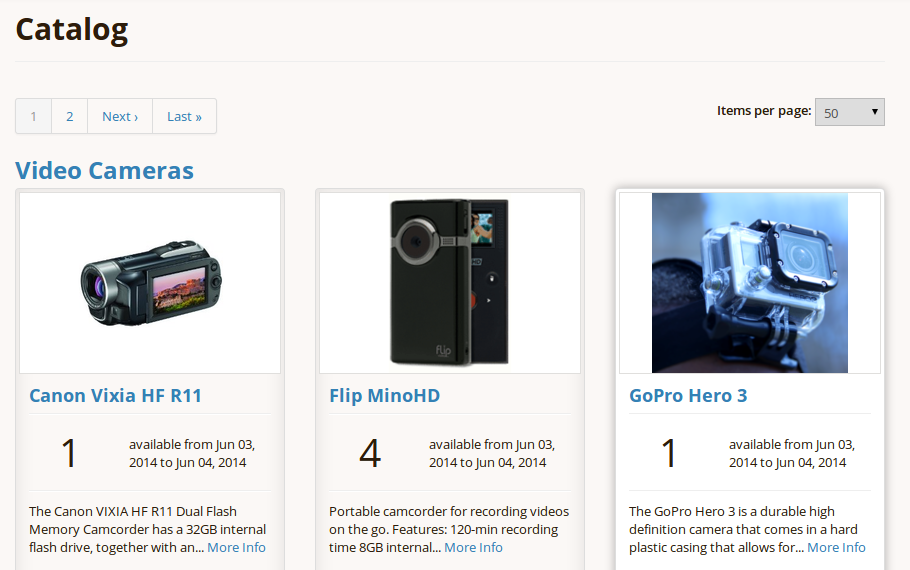 Catalog
1 2 Next › Last »
Items per page: 50
Video Cameras
flip
Canon Vixia HF R11
Flip MinoHD
GoPro Hero 3
1
available from Jun 03,
2014 to Jun 04, 2014
4
available from Jun 03,
2014 to Jun 04, 2014
1
available from Jun 03,
2014 to Jun 04, 2014
The Canon VIXIA HF R11 Dual Flash
Memory Camcorder has a 32GB internal
flash drive, together with an... More Info
Portable camcorder for recording videos
on the go. Features: 120-min recording
time 8GB internal... More Info
The GoPro Hero 3 is a durable high
definition camera that comes in a hard
plastic casing that allows for... More Info